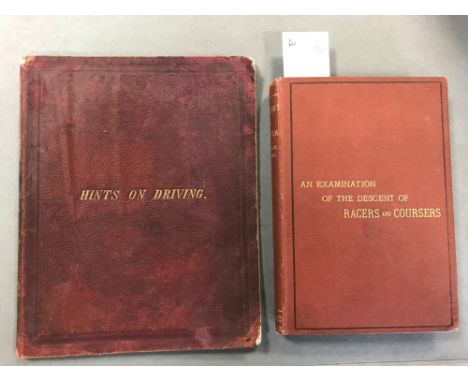 HINTS ON DRIVING.
AN EXAMINATION
OF THE DESCENT OF
RACERS AND COURSERS